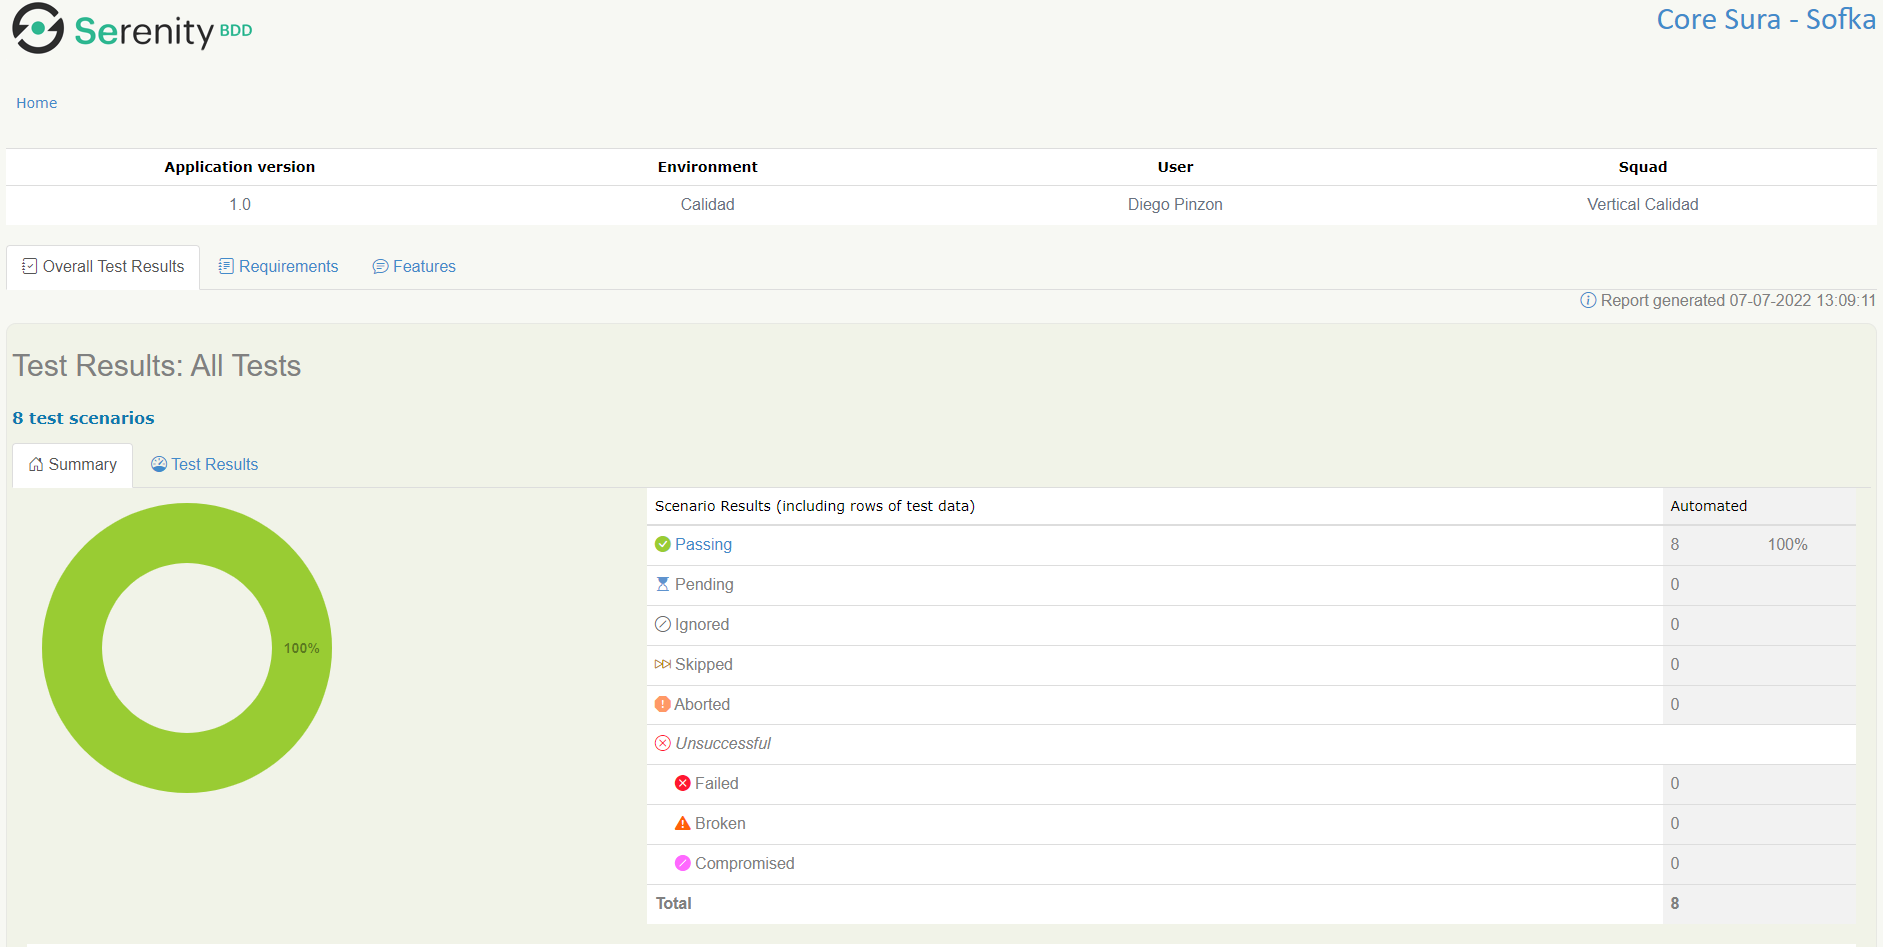 Serenity BDD
Core Sura - Sofka
Home
Application version Environment User Squad
1.0 Calidad Diego Pinzon Vertical Calidad
Overall Test Results Requirements Features
Report generated 07-07-2022 13:09:11
Test Results: All Tests
8 test scenarios
Summary Test Results
Scenario Results (including rows of test data) Automated
Passing 8 100%
Pending 0
Ignored 0
100%
Skipped 0
Aborted 0
Unsuccessful
Failed 0
Broken 0
Compromised 0
Total 8